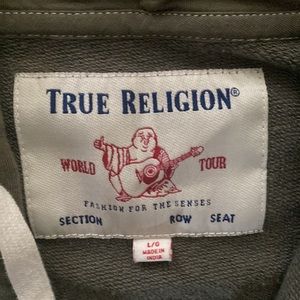 TRUE RELIGION®
WORLD TOUR
FASHION FOR THE SENSES
SECTION ROW SEAT
L/G
MADE IN
INDIA